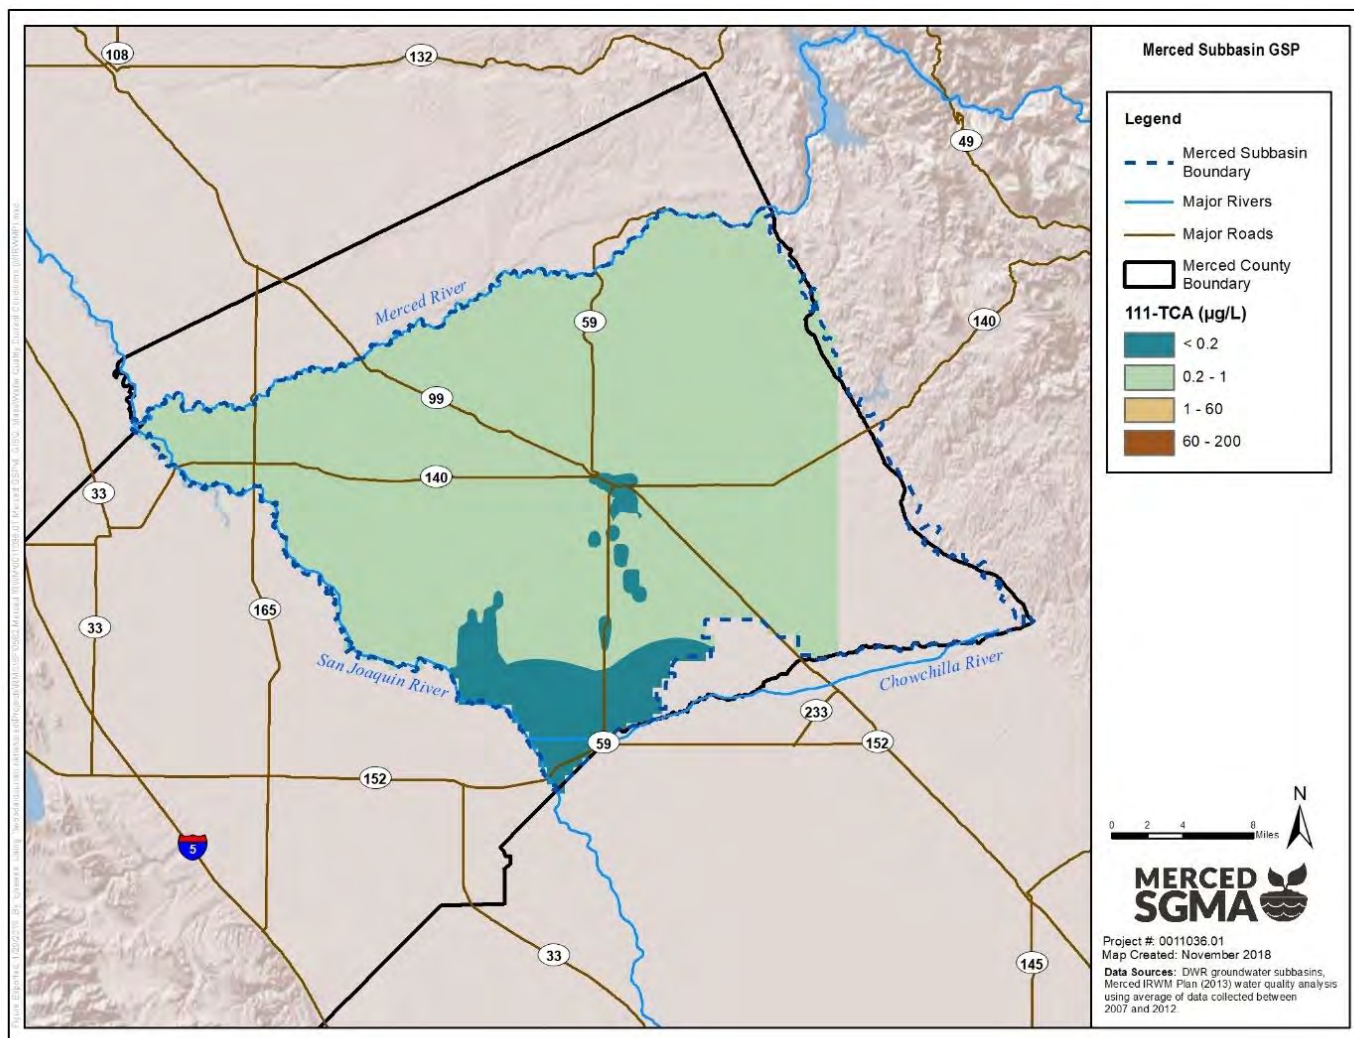 Merced Subbasin GSP
Legend
Merced Subbasin
Boundary
Major Rivers
Major Roads
Merced County
Boundary
111-TCA (µg/L)
< 0.2
0.2 - 1
1 - 60
60 - 200
108
132
49
Merced River
59
140
99
140
33
165
33
San Joaquin River
Chowchilla River
233
59
152
152
5
33
145
N
0 2 4 8
Miles
MERCED
SGMA
Project #: 0011036.01
Map Created: November 2018
Data Sources: DWR groundwater subbasins,
Merced IRWM Plan (2013) water quality analysis
using average of data collected between
2007 and 2012.